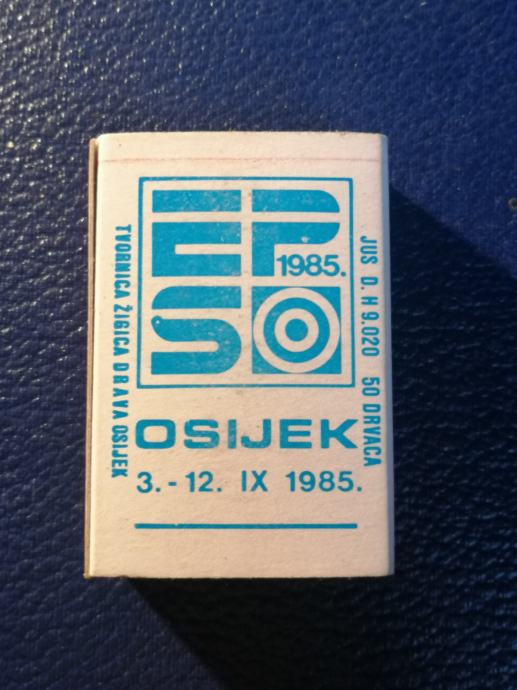 EP
1985.
SO
OSIJEK
3. - 12. IX 1985.
TVORNICA ŽIGICA DRAVA OSIJEK
JUS D. H 9.020 50 DRVACA